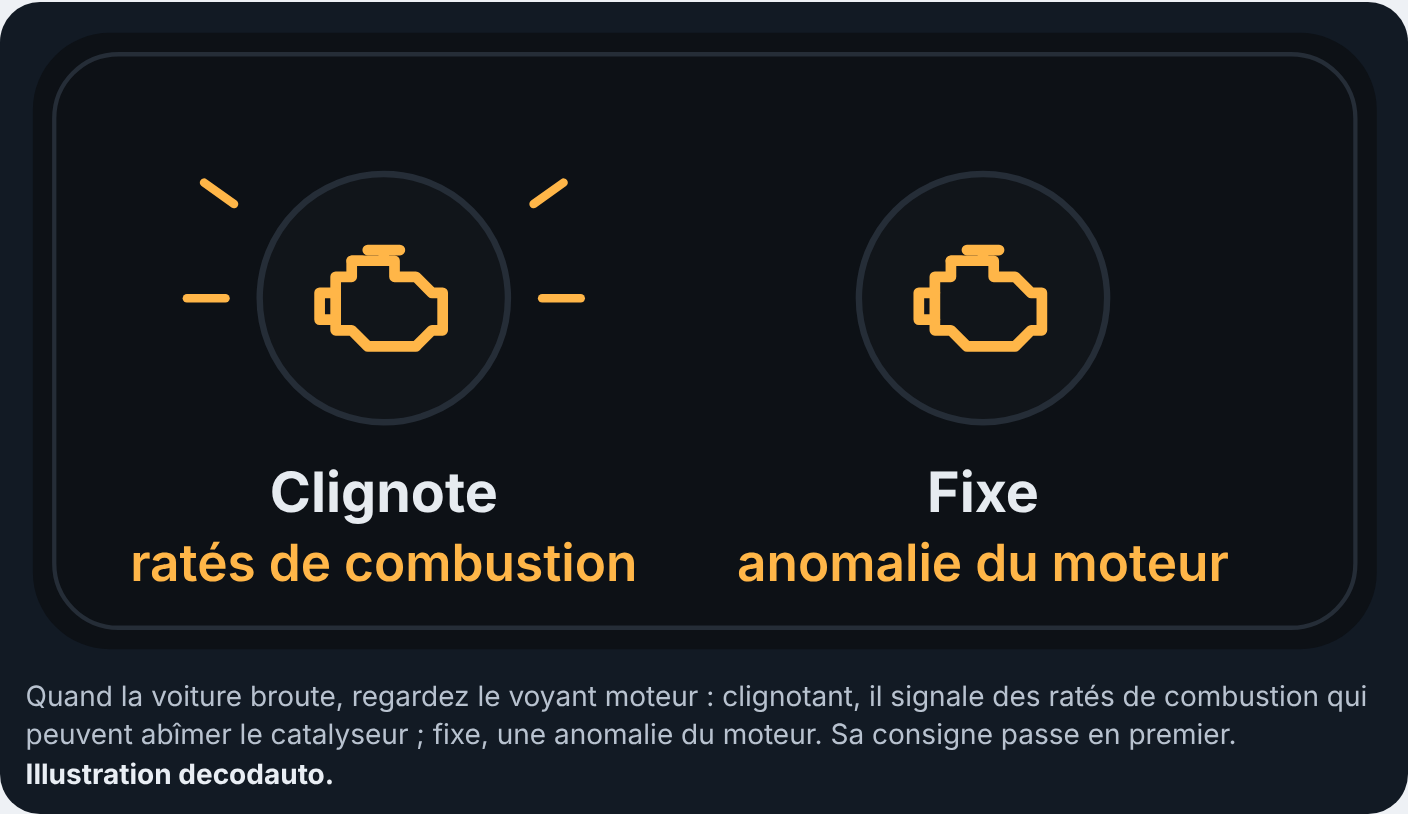 Clignote
Fixe
ratés de combustion
anomalie du moteur
Quand la voiture broute, regardez le voyant moteur : clignotant, il signale des ratés de combustion qui
peuvent abîmer le catalyseur ; fixe, une anomalie du moteur. Sa consigne passe en premier.
Illustration decodauto.